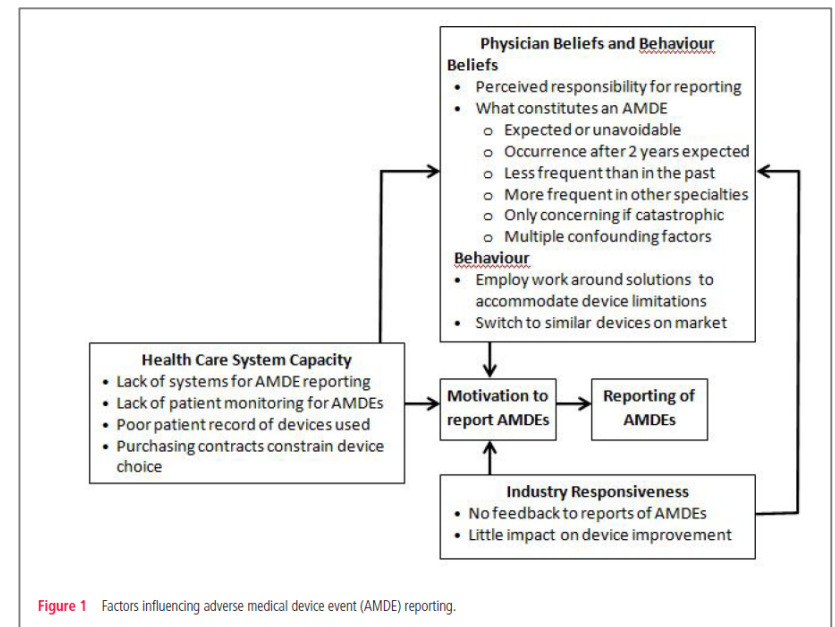 Physician Beliefs and Behaviour
Beliefs
• Perceived responsibility for reporting
• What constitutes an AMDE
o Expected or unavoidable
o Occurrence after 2 years expected
o Less frequent than in the past
o More frequent in other specialties
o Only concerning if catastrophic
o Multiple confounding factors
Behaviour
• Employ work around solutions to
accommodate device limitations
• Switch to similar devices on market
Health Care System Capacity
• Lack of systems for AMDE reporting
• Lack of patient monitoring for AMDEs
• Poor patient record of devices used
• Purchasing contracts constrain device
choice
Motivation to
report AMDEs
Reporting of
AMDEs
Industry Responsiveness
• No feedback to reports of AMDEs
• Little impact on device improvement
Figure 1 Factors influencing adverse medical device event (AMDE) reporting.